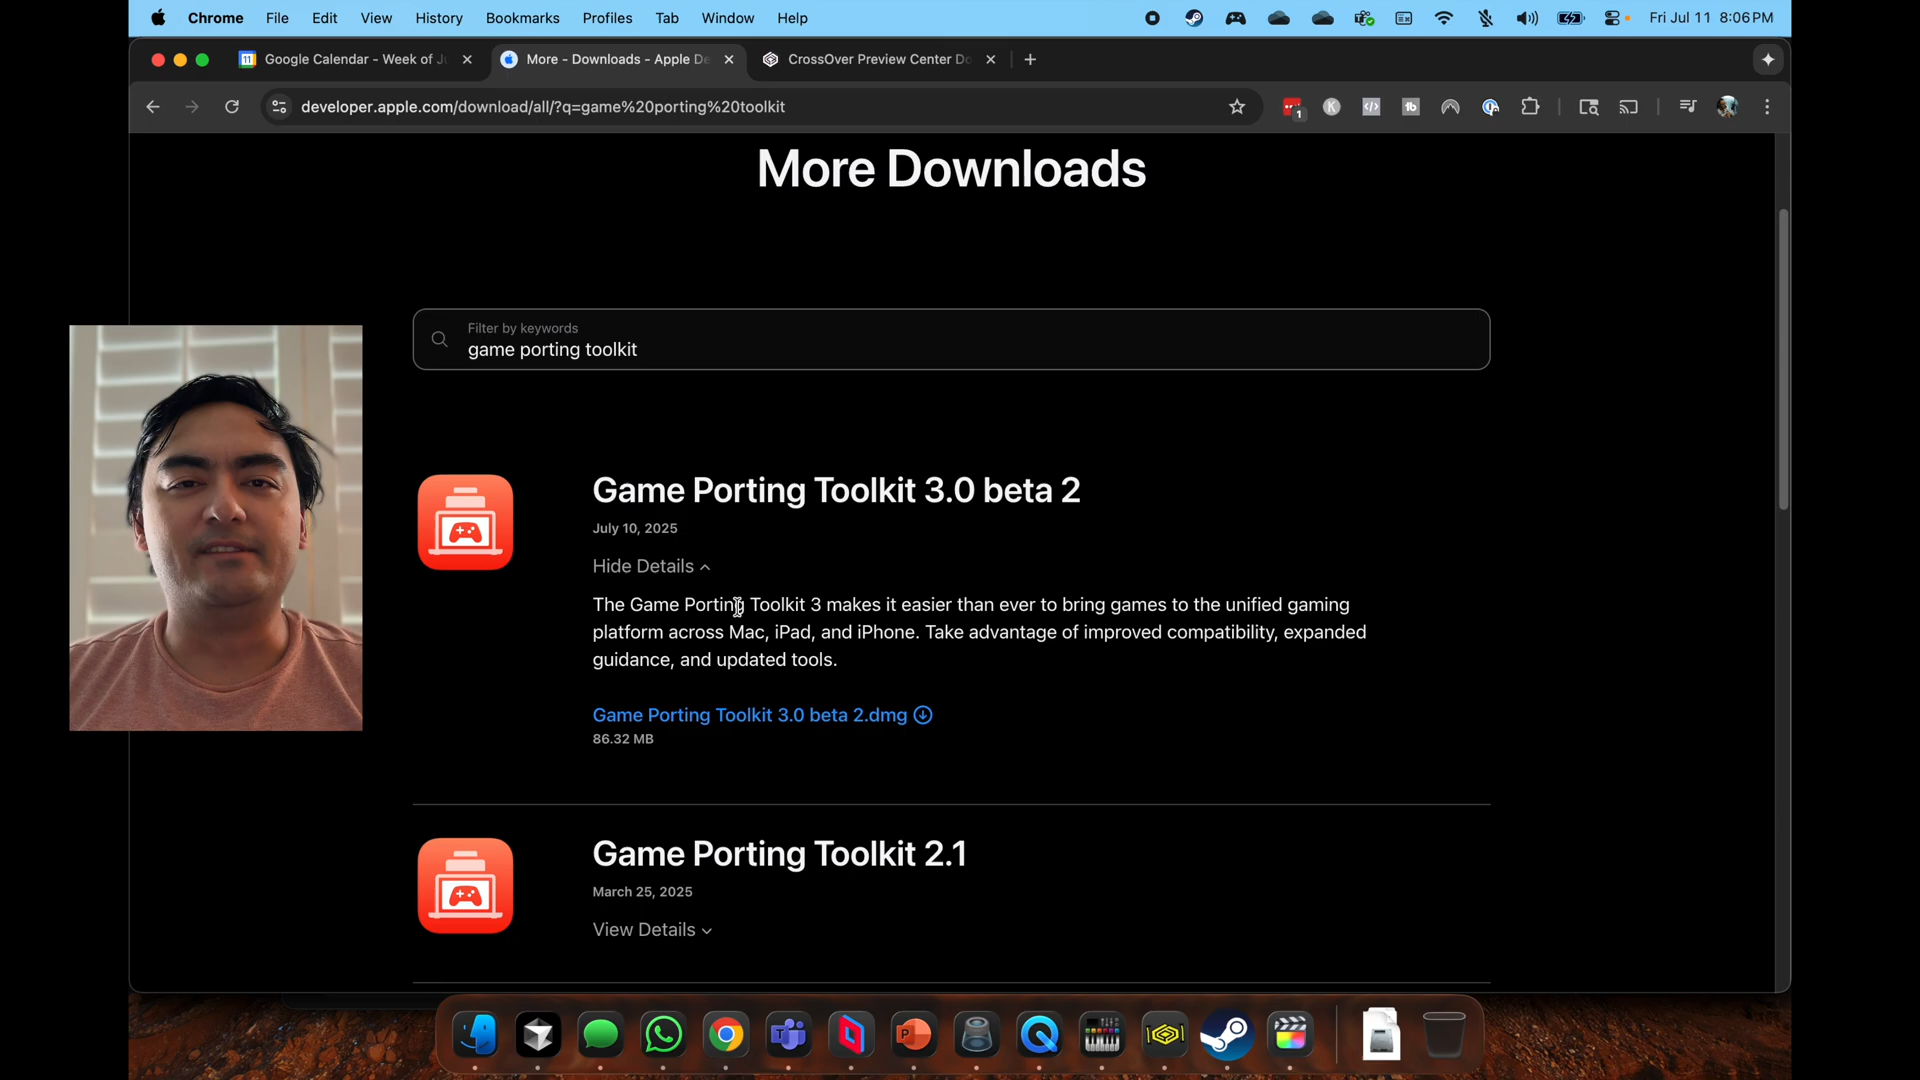 Chrome File Edit View History Bookmarks Profiles Tab Window Help Fri Jul 11 8:06 PM
11 Google Calendar - Week of J More - Downloads - Apple De CrossOver Preview Center Do
developer.apple.com/download/all/?q=game%20porting%20toolkit 1 K tb
More Downloads
Filter by keywords
game porting toolkit
Game Porting Toolkit 3.0 beta 2
July 10, 2025
Hide Details
The Game Porting Toolkit 3 makes it easier than ever to bring games to the unified gaming
platform across Mac, iPad, and iPhone. Take advantage of improved compatibility, expanded
guidance, and updated tools.
Game Porting Toolkit 3.0 beta 2.dmg
86.32 MB
Game Porting Toolkit 2.1
March 25, 2025
View Details